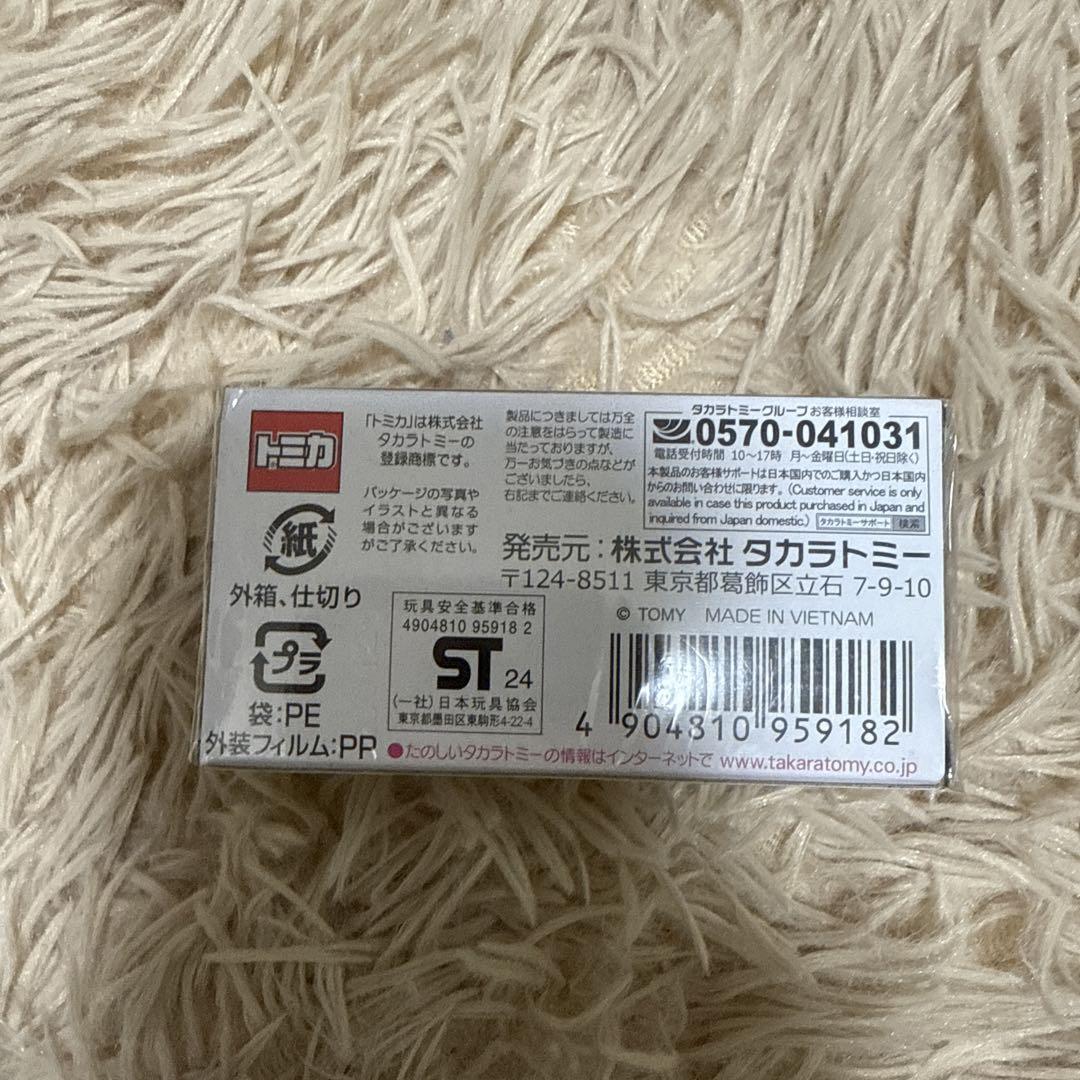 トミカ
「トミカ」は株式会社
タカラトミーの
登録商標です。
パッケージの写真や
イラストと異なる
場合がございます
がご了承ください。
紙
外箱、仕切り
プラ
袋:PE
外装フィルム:PP
製品につきましては万全
の注意をはらって製造に
当たっておりますが、
万一お気づきの点などが
ございましたら、
右記までご連絡ください。
タカラトミーグループ お客様相談室
0570-041031
電話受付時間 10〜17時 月〜金曜日(土日・祝日除く)
本製品のお客様サポートは日本国内でのご購入かつ日本国内
からのお問い合わせに限ります。(Customer service is only
available in case this product purchased in Japan and
inquired from Japan domestic.) タカラトミーサポート 検索
発売元:株式会社 タカラトミー
〒124-8511 東京都葛飾区立石 7-9-10
© TOMY MADE IN VIETNAM
玩具安全基準合格
4904810 95918 2
ST 24
(一社)日本玩具協会
東京都墨田区東駒形4-22-4
4 904810 959182
●たのしいタカラトミーの情報はインターネットで www.takaratomy.co.jp